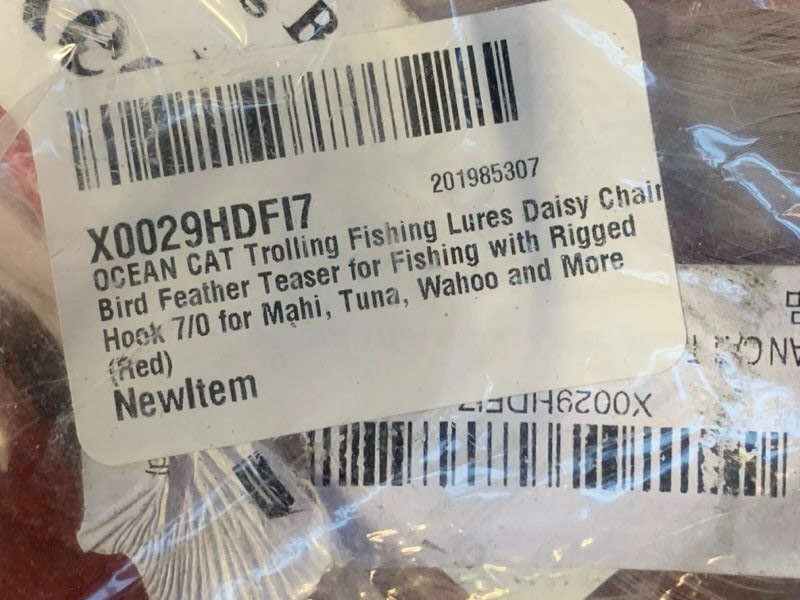 201985307
X0029HDFI7
OCEAN CAT Trolling Fishing Lures Daisy Chain
Bird Feather Teaser for Fishing with Rigged
Hook 7/0 for Mahi, Tuna, Wahoo and More
(Red)
NewItem
X0029HDFI7